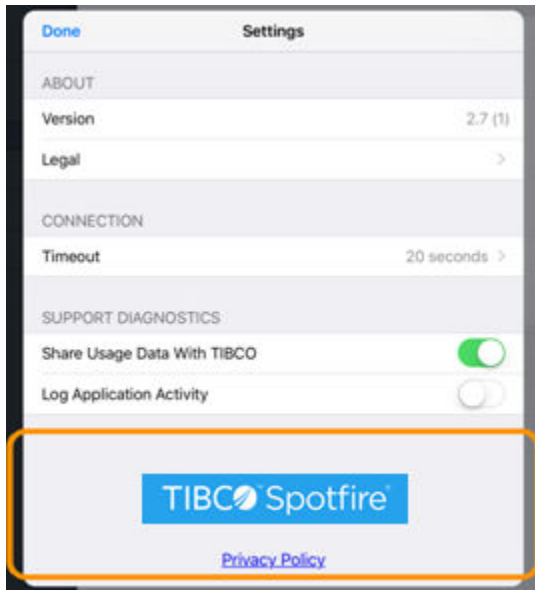 Done Settings
ABOUT
Version 2.7 (1)
Legal >
CONNECTION
Timeout 20 seconds >
SUPPORT DIAGNOSTICS
Share Usage Data With TIBCO
Log Application Activity
TIBCO Spotfire
Privacy Policy